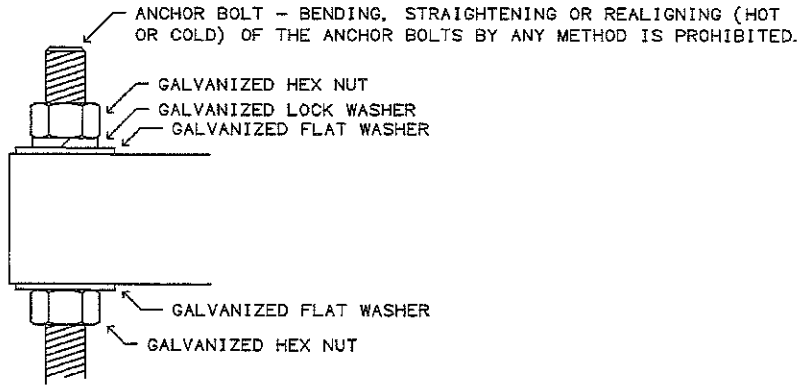 ANCHOR BOLT - BENDING, STRAIGHTENING OR REALIGNING (HOT
OR COLD) OF THE ANCHOR BOLTS BY ANY METHOD IS PROHIBITED.
GALVANIZED HEX NUT
GALVANIZED LOCK WASHER
GALVANIZED FLAT WASHER
GALVANIZED FLAT WASHER
GALVANIZED HEX NUT